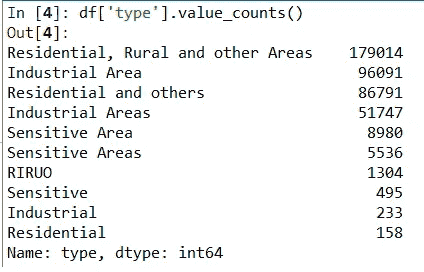 In [4]: df['type'].value_counts()
Out[4]:
Residential, Rural and other Areas    179014
Industrial Area                        96091
Residential and others                 86791
Industrial Areas                       51747
Sensitive Area                          8980
Sensitive Areas                         5536
RIRUO                                   1304
Sensitive                                495
Industrial                               233
Residential                              158
Name: type, dtype: int64